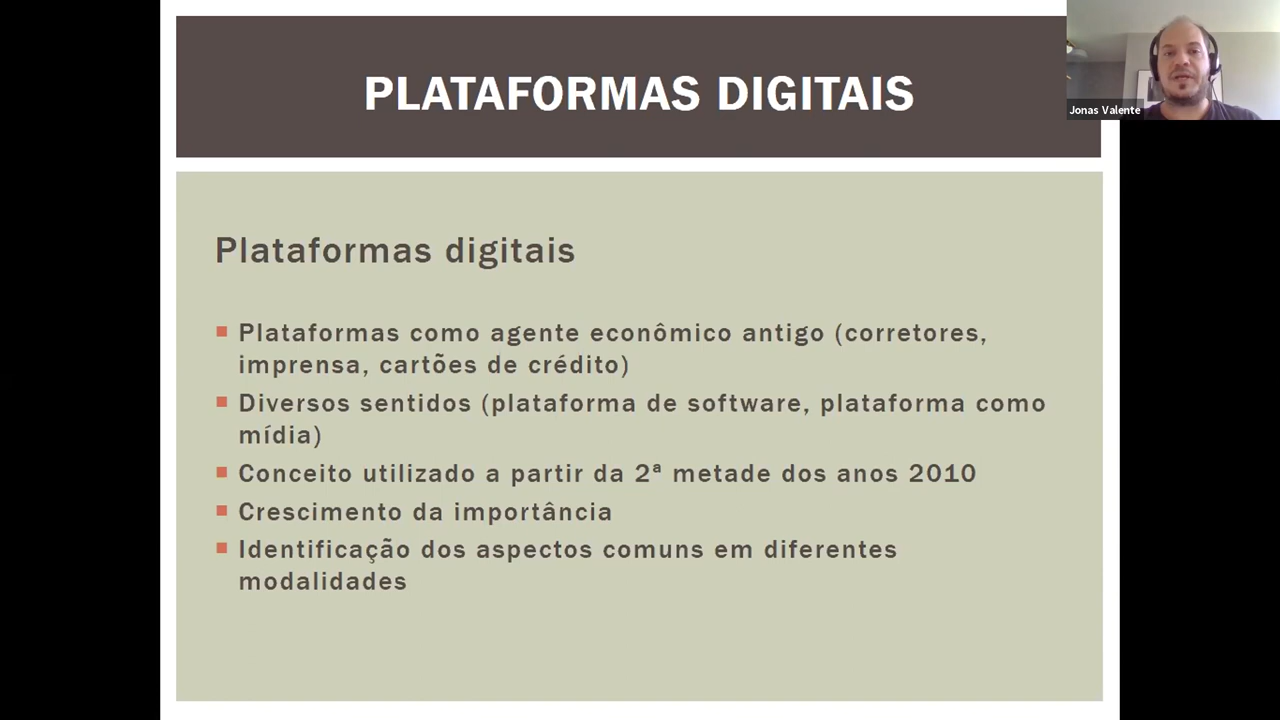 PLATAFORMAS DIGITAIS
Jonas Valente
Plataformas digitais
Plataformas como agente econômico antigo (corretores,
imprensa, cartões de crédito)
Diversos sentidos (plataforma de software, plataforma como
mídia)
Conceito utilizado a partir da 2ª metade dos anos 2010
Crescimento da importância
Identificação dos aspectos comuns em diferentes
modalidades